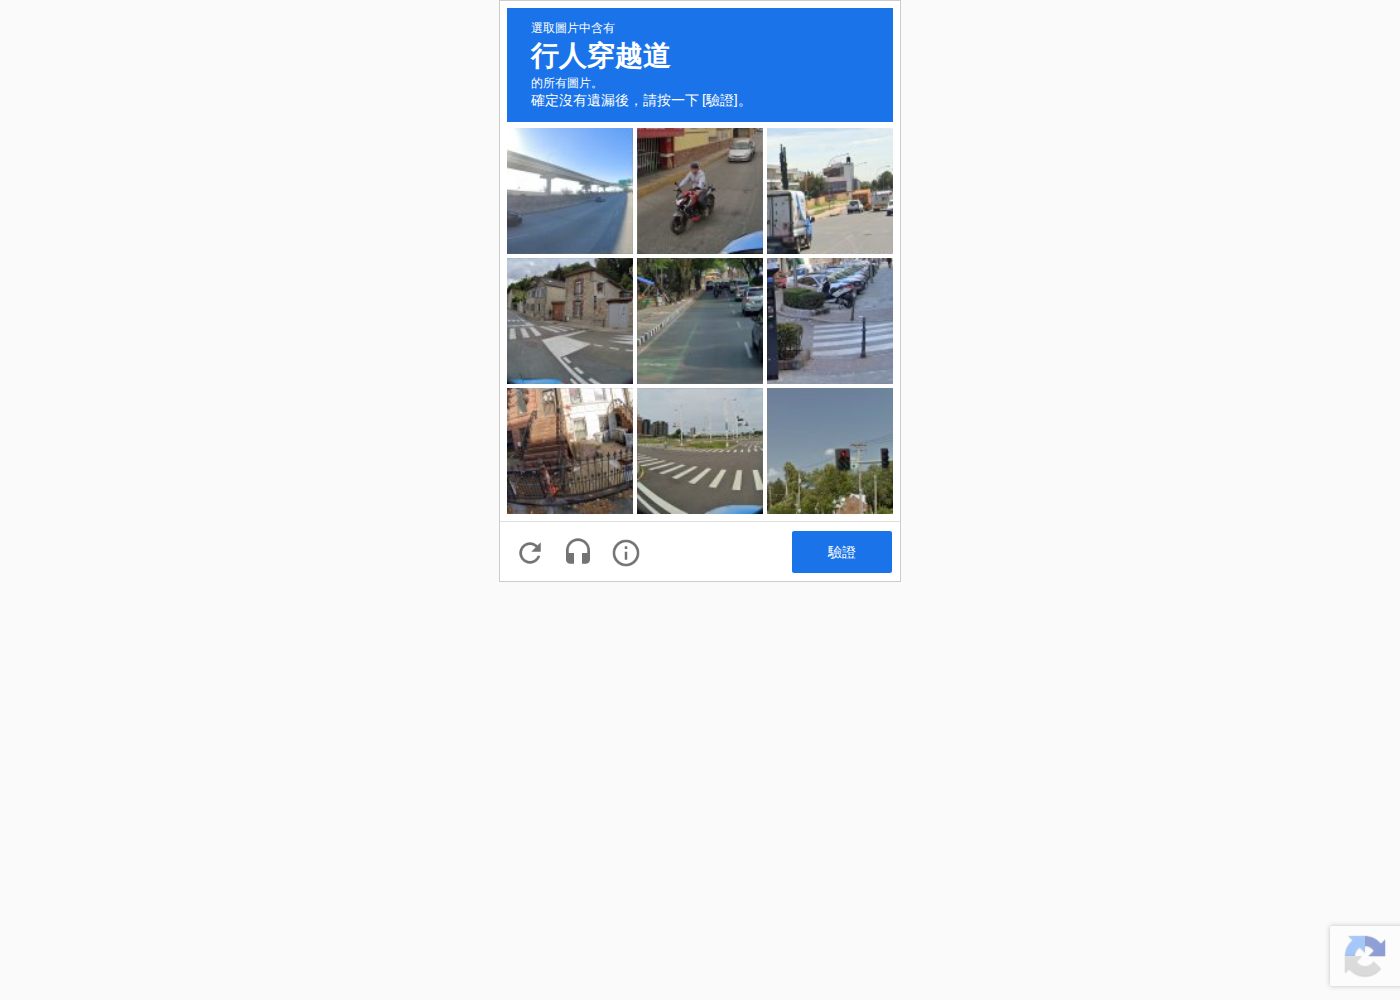 選取圖片中含有
行人穿越道
的所有圖片。
確定沒有遺漏後，請按一下 [驗證]。
驗證